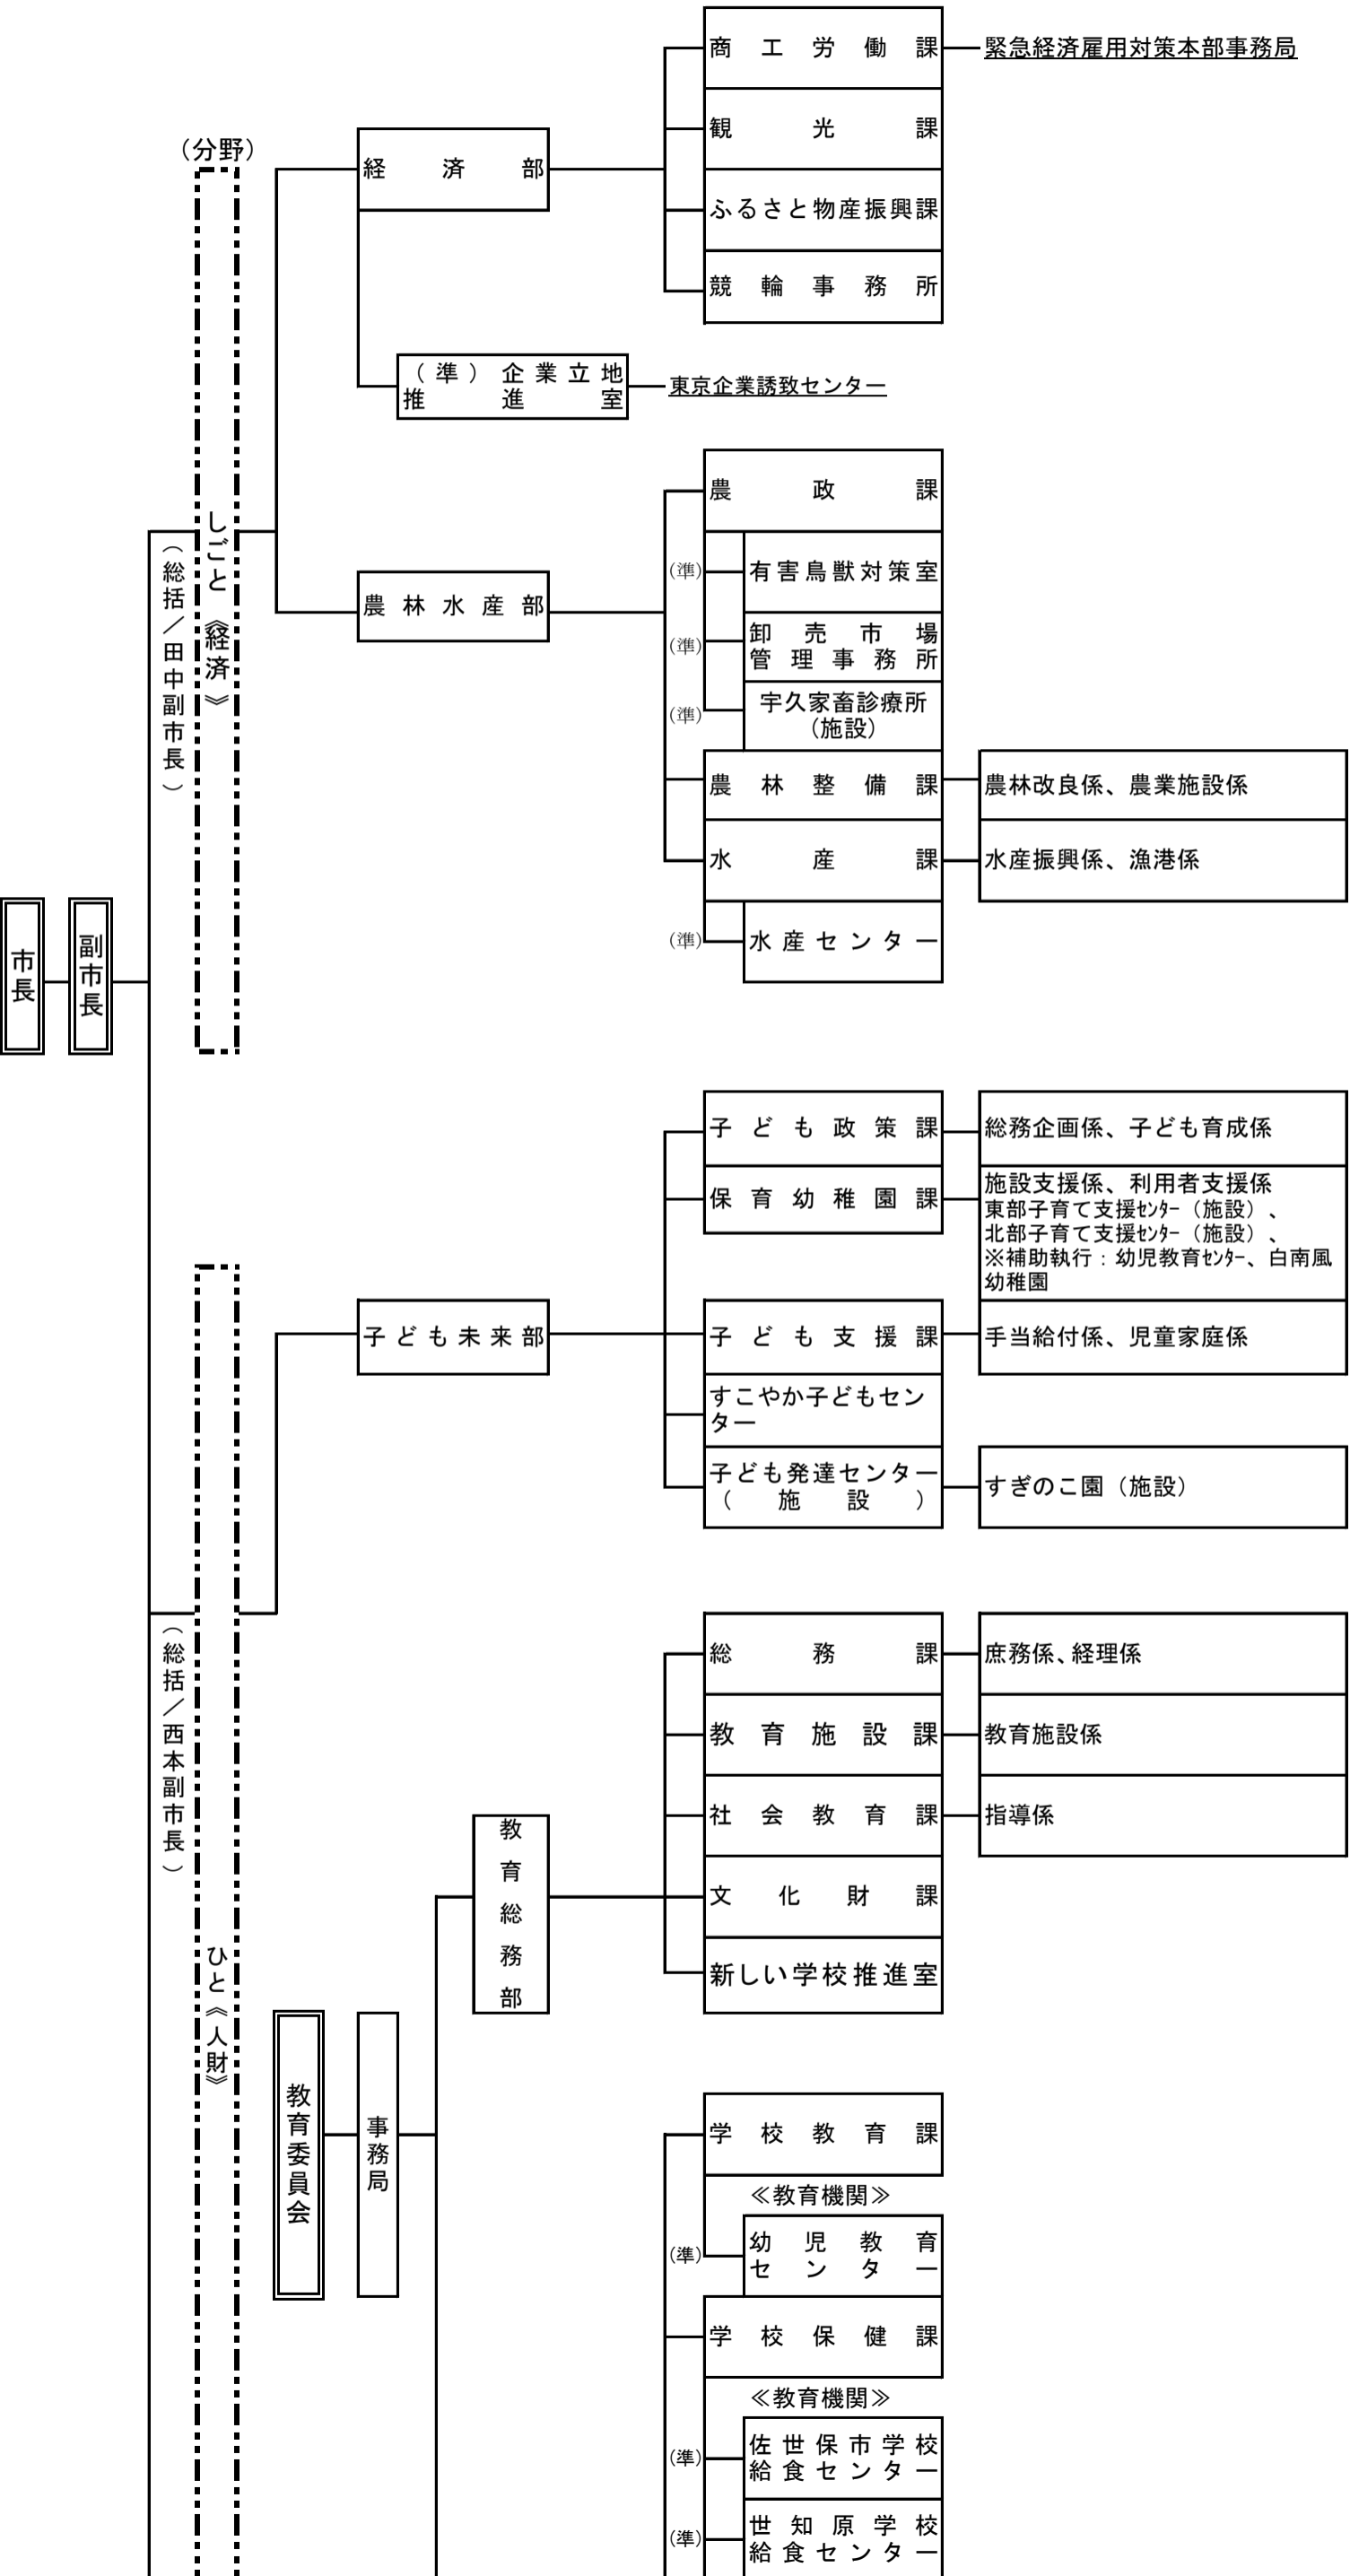 商工労働課
緊急経済雇用対策本部事務局
観光課
(分野)
経済部
ふるさと物産振興課
競輪事務所
(準)企業立地
推進室
東京企業誘致センター
農政課
しごと《経済》
(総括/田中副市長)
(準)
有害鳥獣対策室
農林水産部
(準)
卸売市場
管理事務所
(準)
宇久家畜診療所
(施設)
農林整備課
農林改良係、農業施設係
水産課
水産振興係、漁港係
(準)
水産センター
市長
副市長
子ども政策課
総務企画係、子ども育成係
保育幼稚園課
施設支援係、利用者支援係
東部子育て支援ｾﾝﾀｰ(施設)、
北部子育て支援ｾﾝﾀｰ(施設)、
※補助執行:幼児教育ｾﾝﾀｰ、白南風
幼稚園
子ども未来部
子ども支援課
手当給付係、児童家庭係
すこやか子どもセン
ター
子ども発達センター
(施設)
すぎのこ園(施設)
(総括/西本副市長)
ひと《人財》
総務課
庶務係、経理係
教育施設課
教育施設係
社会教育課
指導係
教育総務部
文化財課
新しい学校推進室
教育委員会
事務局
学校教育課
≪教育機関≫
(準)
幼児教育
センター
学校保健課
≪教育機関≫
(準)
佐世保市学校
給食センター
(準)
世知原学校
給食センター